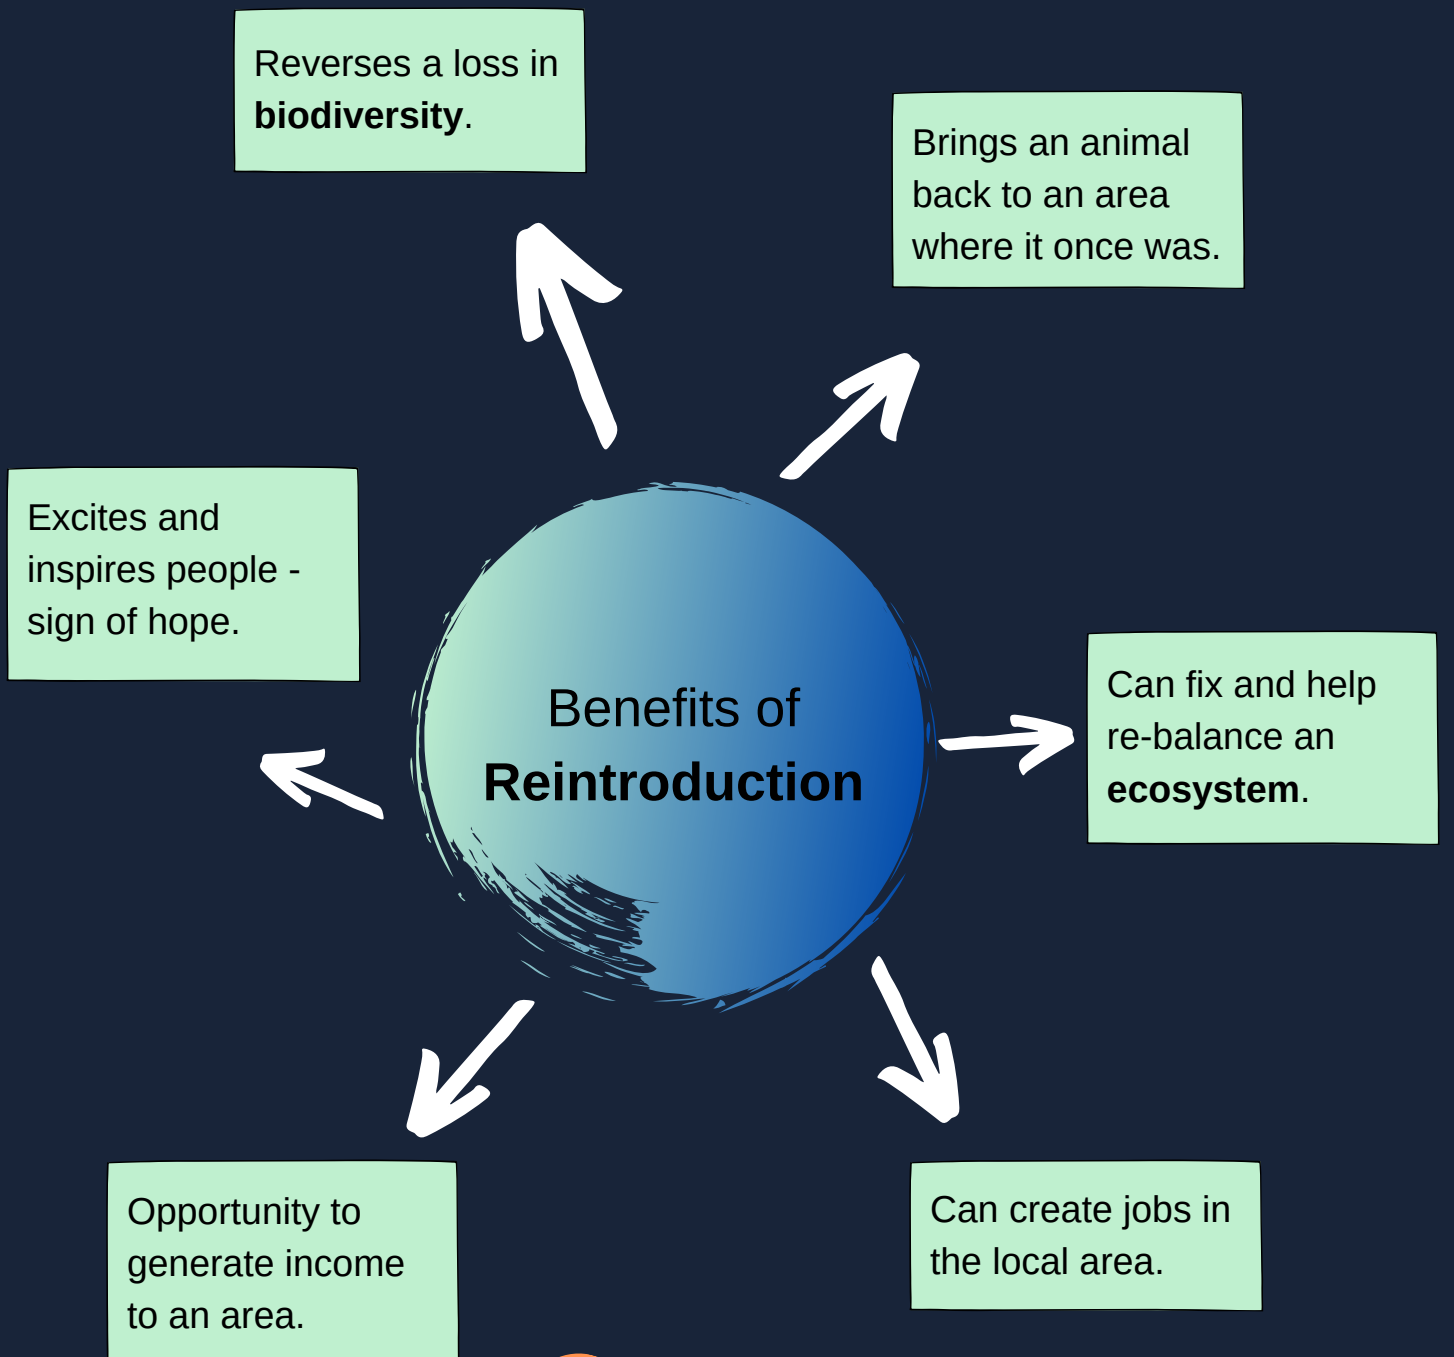 Reverses a loss in
biodiversity.
Brings an animal
back to an area
where it once was.
Excites and
inspires people -
sign of hope.
Benefits of
Reintroduction
Can fix and help
re-balance an
ecosystem.
Opportunity to
generate income
to an area.
Can create jobs in
the local area.